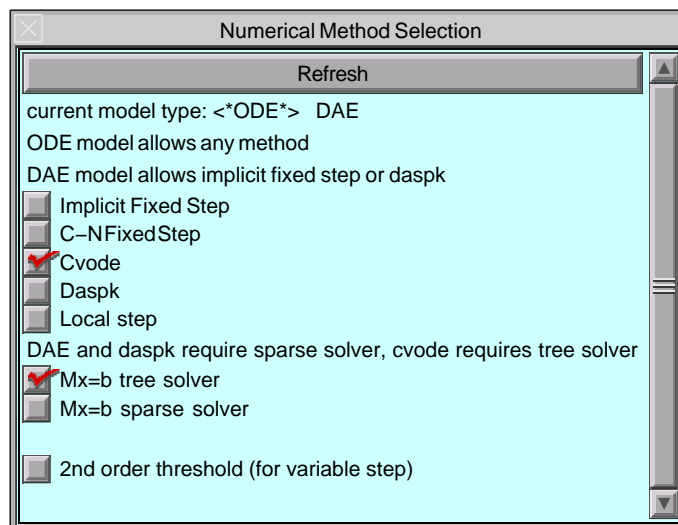 Numerical Method Selection
Refresh
current model type: <*ODE*>  DAE
ODE model allows any method
DAE model allows implicit fixed step or daspk
Implicit Fixed Step
C−NFixedStep
Cvode
Daspk
Local step
DAE and daspk require sparse solver, cvode requires tree solver
Mx=b tree solver
Mx=b sparse solver
2nd order threshold (for variable step)